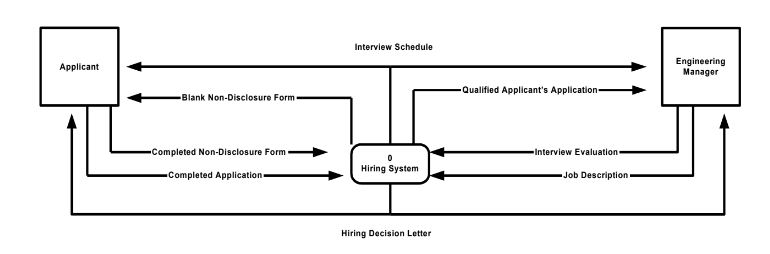 Interview Schedule
Applicant
Engineering
Manager
Qualified Applicant's Application
Blank Non-Disclosure Form
Completed Non-Disclosure Form
0
Hiring System
Interview Evaluation
Completed Application
Job Description
Hiring Decision Letter